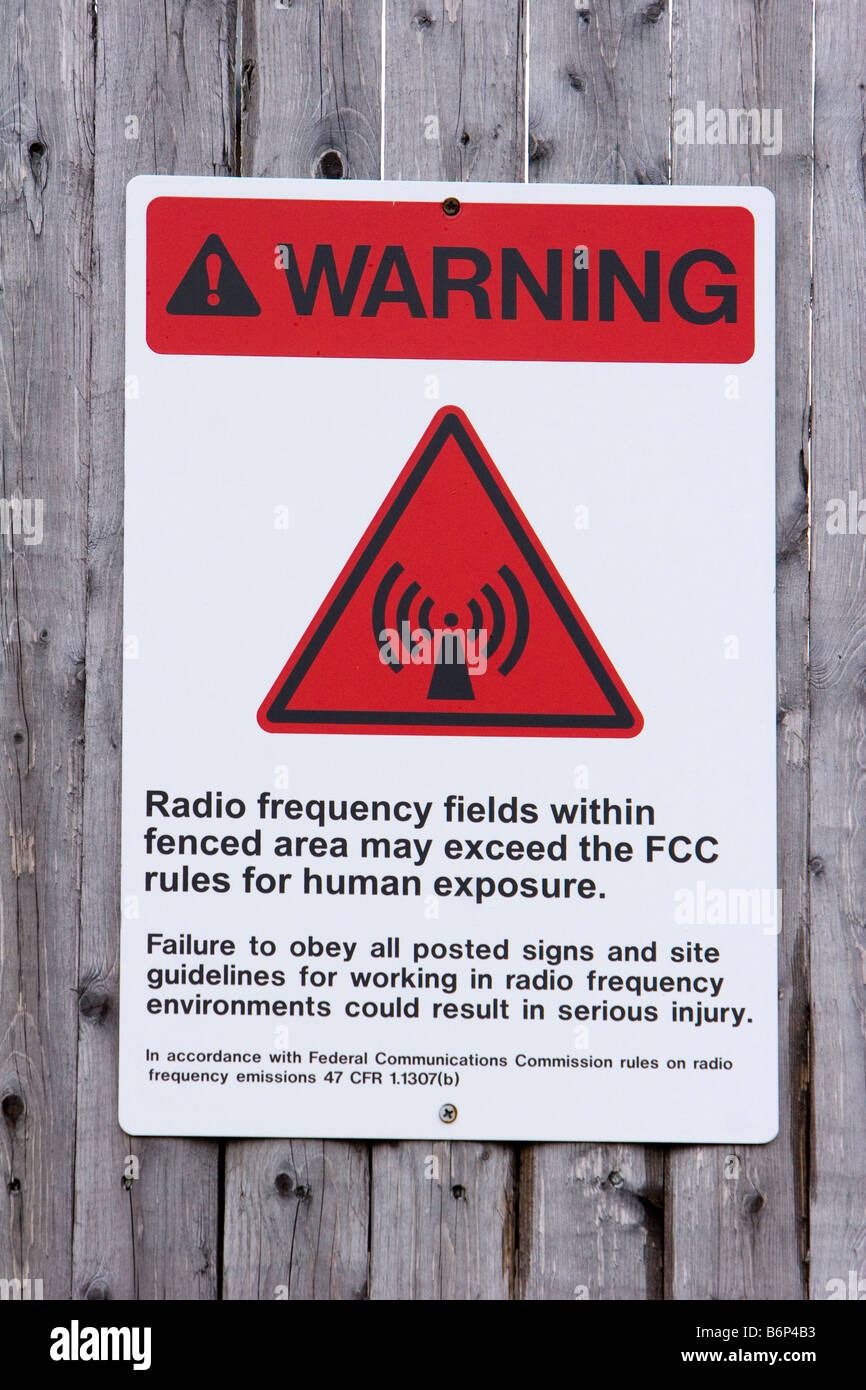 WARNING
Radio frequency fields within
fenced area may exceed the FCC
rules for human exposure.
Failure to obey all posted signs and site
guidelines for working in radio frequency
environments could result in serious injury.
In accordance with Federal Communications Commission rules on radio
frequency emissions 47 CFR 1.1307(b)
alamy
Image ID: B6P4B3
www.alamy.com